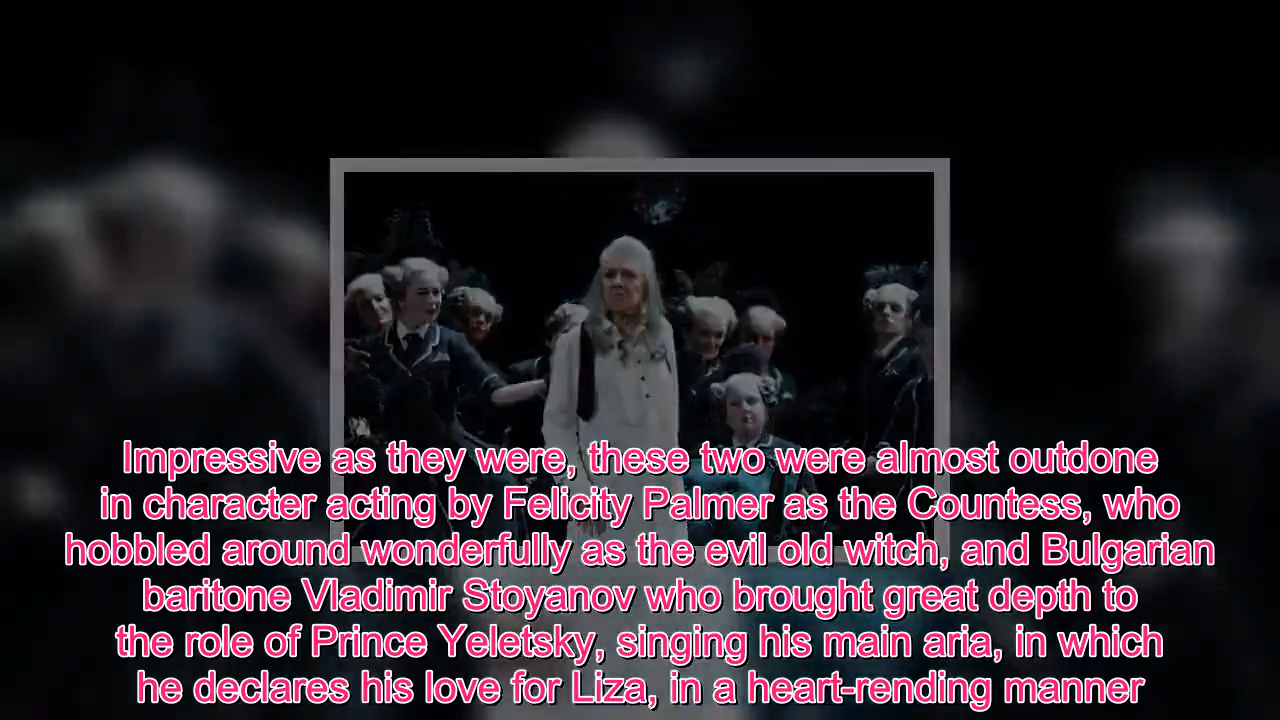 Impressive as they were, these two were almost outdone
in character acting by Felicity Palmer as the Countess, who
hobbled around wonderfully as the evil old witch, and Bulgarian
baritone Vladimir Stoyanov who brought great depth to
the role of Prince Yeletsky, singing his main aria, in which
he declares his love for Liza, in a heart-rending manner